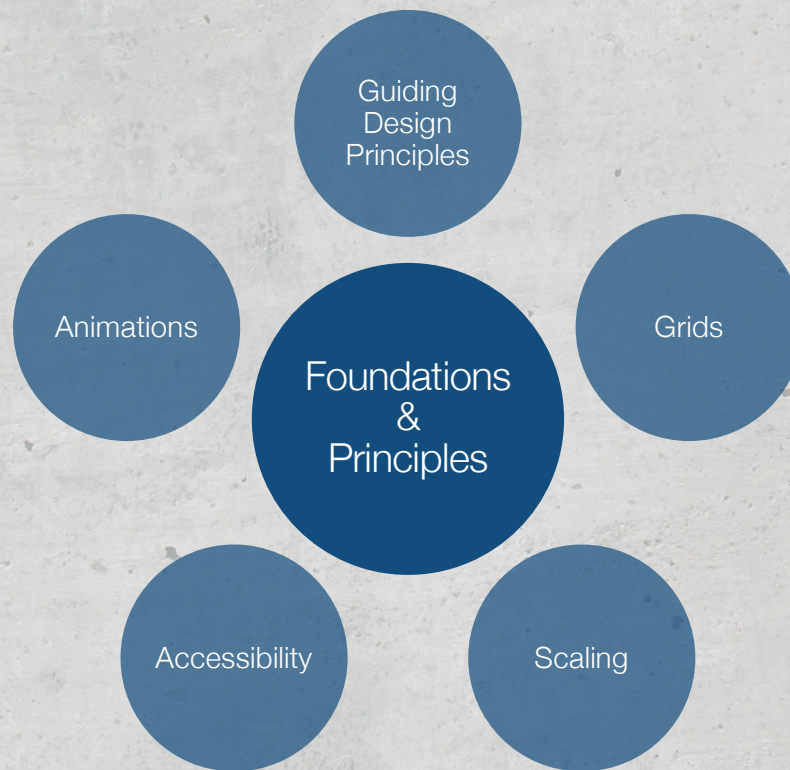 Guiding
Design
Principles
Animations
Grids
Foundations
&
Principles
Accessibility
Scaling